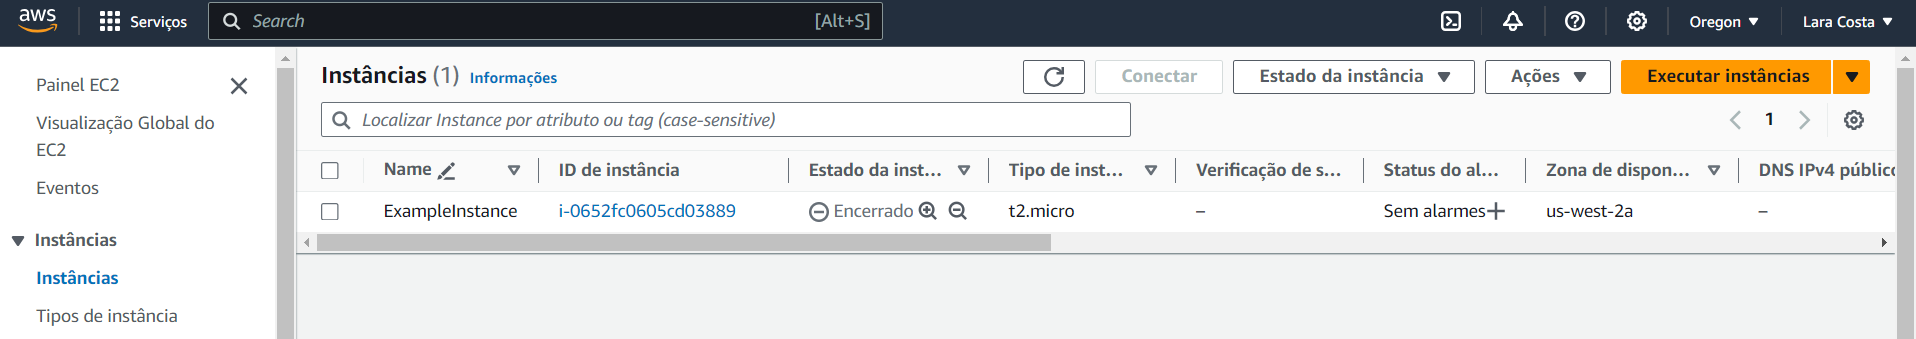 aws Serviços Search [Alt+S] Oregon Lara Costa
Painel EC2
Visualização Global do
EC2
Eventos
Instâncias
Instâncias
Tipos de instância
Instâncias (1) Informações Conectar Estado da instância Ações Executar instâncias
Localizar Instance por atributo ou tag (case-sensitive) 1
Name ID de instância Estado da inst... Tipo de inst... Verificação de s... Status do al... Zona de dispon... DNS IPv4 público
ExampleInstance i-0652fc0605cd03889 Encerrado t2.micro – Sem alarmes us-west-2a –